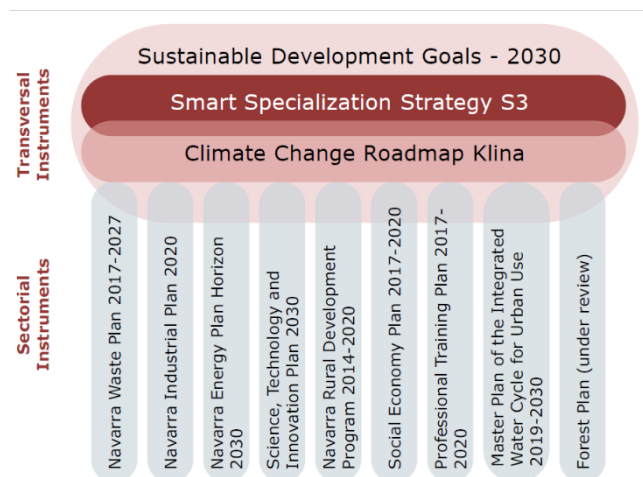 Transversal
Instruments
Sustainable Development Goals - 2030
Smart Specialization Strategy S3
Climate Change Roadmap Klina
Sectorial
Instruments
Navarra Waste Plan 2017-2027
Navarra Industrial Plan 2020
Navarra Energy Plan Horizon
2030
Science, Technology and
Innovation Plan 2030
Navarra Rural Development
Program 2014-2020
Social Economy Plan 2017-2020
Professional Training Plan 2017-
2020
Master Plan of the Integrated
Water Cycle for Urban Use
2019-2030
Forest Plan (under review)